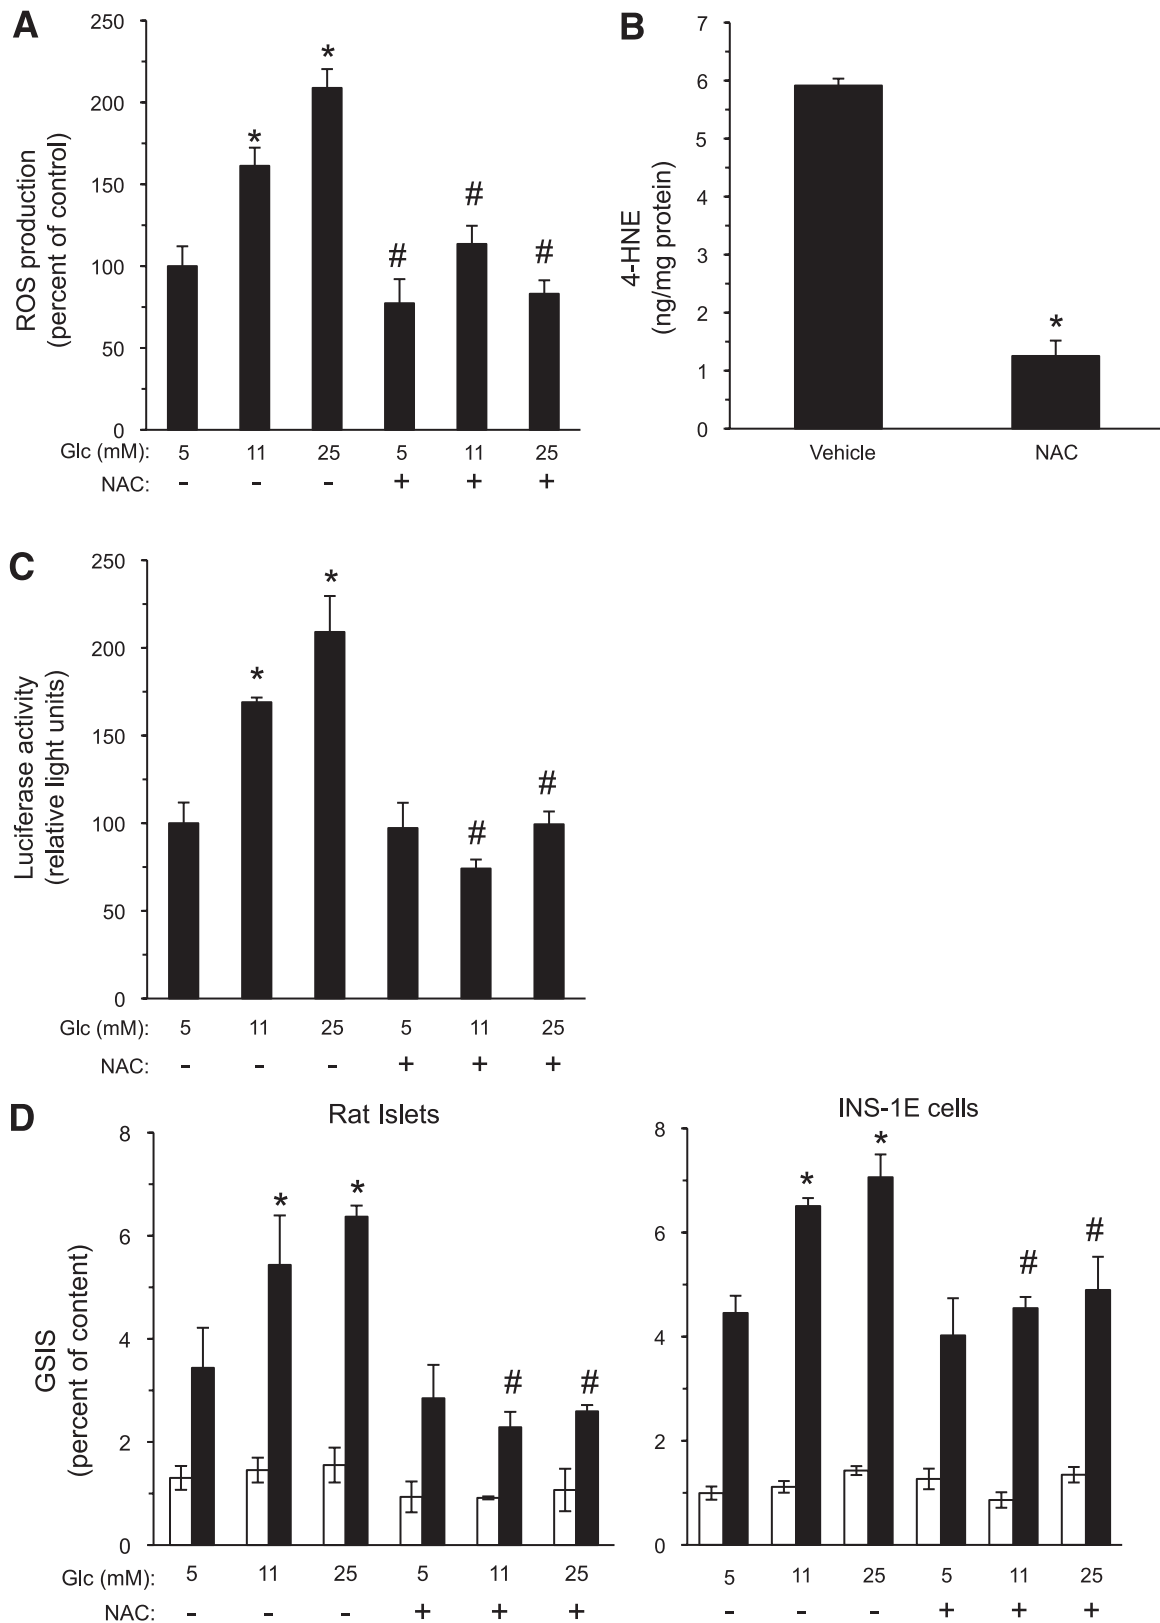 A
250
200
150
100
50
0
ROS production
(percent of control)
* * # # #
Glc (mM): 5 11 25 5 11 25
NAC: - - - + + +
B
7
6
5
4
3
2
1
0
4-HNE
(ng/mg protein)
*
Vehicle NAC
C
250
200
150
100
50
0
Luciferase activity
(relative light units)
* * # #
Glc (mM): 5 11 25 5 11 25
NAC: - - - + + +
D
Rat Islets
8
6
4
2
0
GSIS
(percent of content)
* * # #
Glc (mM): 5 11 25 5 11 25
NAC: - - - + + +
INS-1E cells
8
6
4
2
0
* * # #
5 11 25 5 11 25
- - - + + +